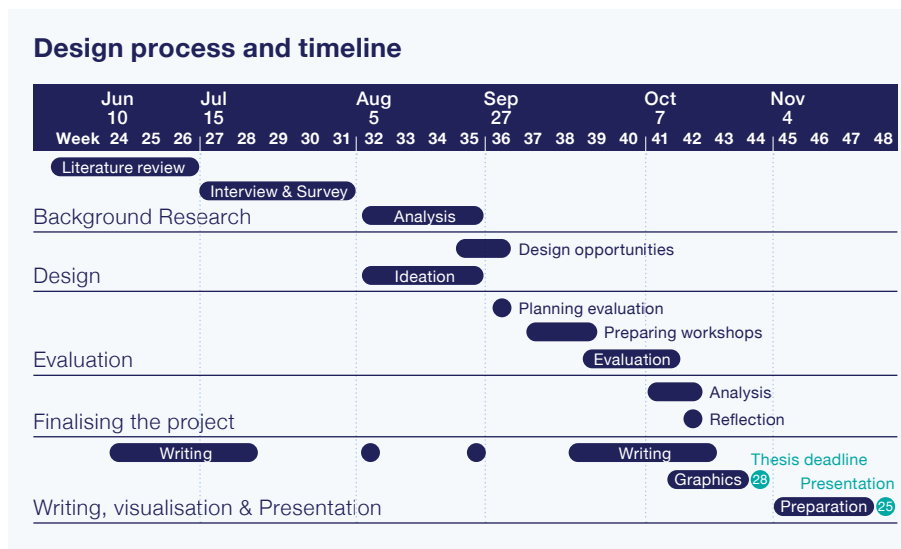 Design process and timeline
Jun Jul Aug Sep Oct Nov
10 15 5 27 7 4
Week 24 25 26 27 28 29 30 31 32 33 34 35 36 37 38 39 40 41 42 43 44 45 46 47 48
Literature review
Interview & Survey
Background Research Analysis
Design opportunities
Design Ideation
Planning evaluation
Preparing workshops
Evaluation Evaluation
Analysis
Finalising the project Reflection
Writing Writing
Thesis deadline
Graphics 28 Presentation
Writing, visualisation & Presentation Preparation 25